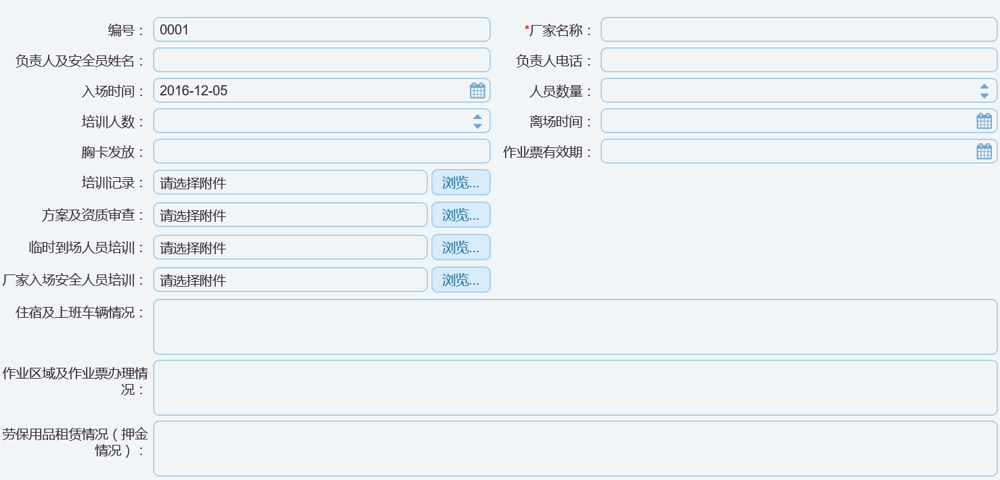 编号： 0001 *厂家名称：
负责人及安全员姓名： 负责人电话：
入场时间： 2016-12-05 人员数量：
培训人数： 离场时间：
胸卡发放： 作业票有效期：
培训记录： 请选择附件 浏览...
方案及资质审查： 请选择附件 浏览...
临时到场人员培训： 请选择附件 浏览...
厂家入场安全人员培训： 请选择附件 浏览...
住宿及上班车辆情况：
作业区域及作业票办理情
况：
劳保用品租赁情况（押金
情况）：